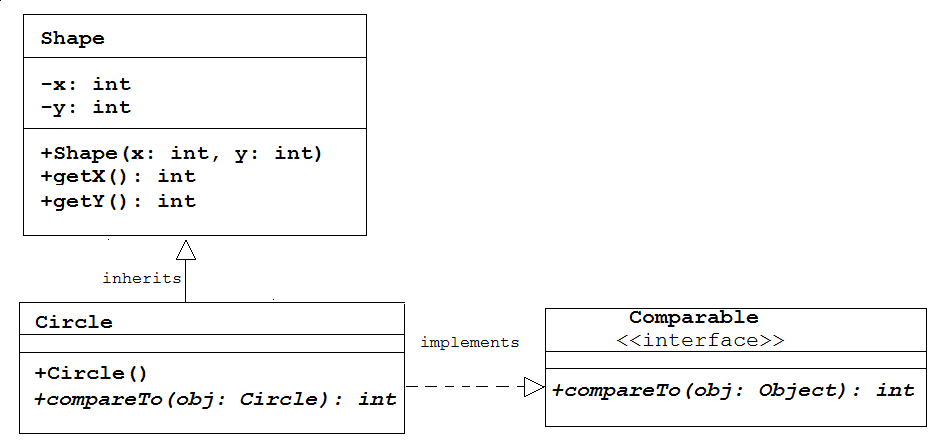 Shape
-x: int
-y: int
+Shape(x: int, y: int)
+getX(): int
+getY(): int
inherits
Circle
+Circle()
+compareTo(obj: Circle): int
implements
Comparable
<<interface>>
+compareTo(obj: Object): int